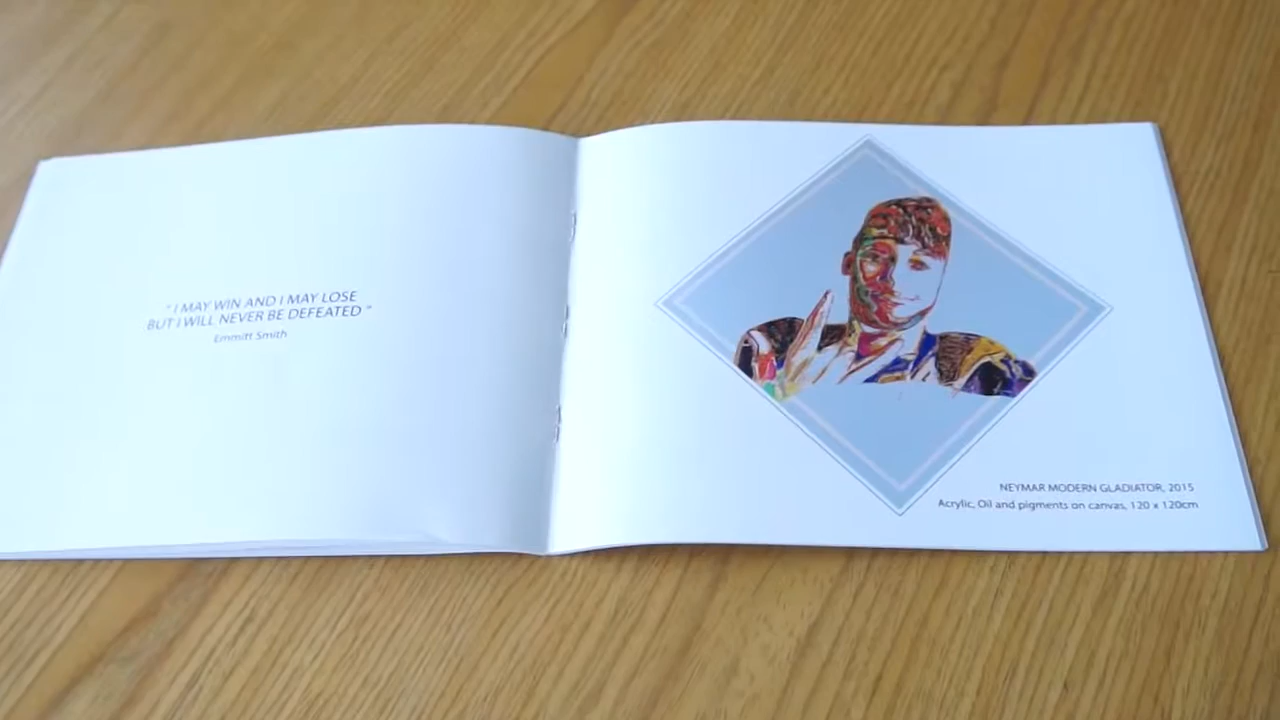 " I MAY WIN AND I MAY LOSE
BUT I WILL NEVER BE DEFEATED "
Emmitt Smith
NEYMAR MODERN GLADIATOR, 2015
Acrylic, Oil and pigments on canvas, 120 x 120cm